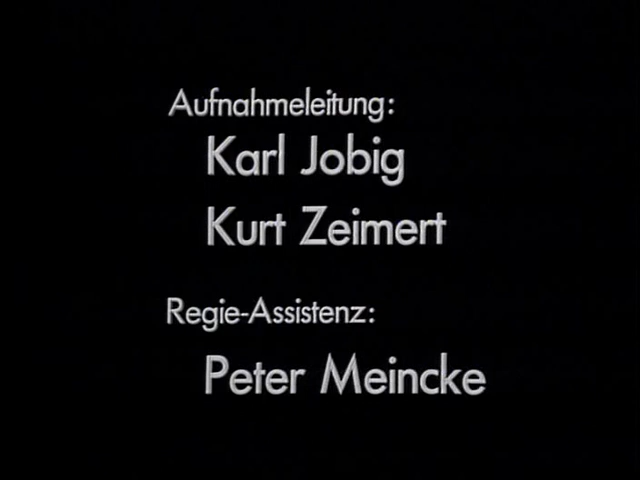 Aufnahmeleitung:
Karl Jobig
Kurt Zeimert
Regie-Assistenz:
Peter Meincke